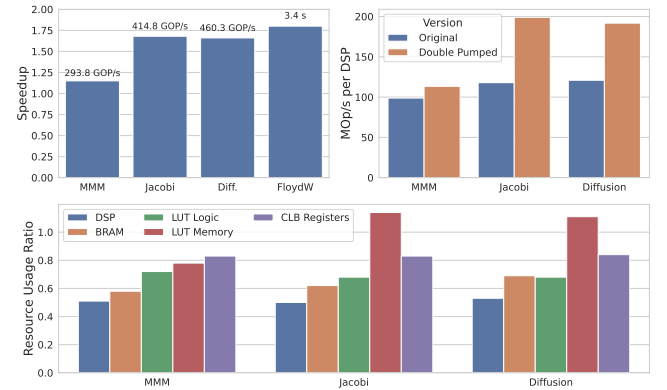 2.00
1.75
1.50
1.25
1.00
0.75
0.50
0.25
0.00
Speedup
293.8 GOP/s
414.8 GOP/s
460.3 GOP/s
3.4 s
MMM
Jacobi
Diff.
FloydW
200
150
100
50
0
MOp/s per DSP
Version
Original
Double Pumped
MMM
Jacobi
Diffusion
1.0
0.8
0.6
0.4
0.2
0.0
Resource Usage Ratio
DSP
BRAM
LUT Logic
LUT Memory
CLB Registers
MMM
Jacobi
Diffusion